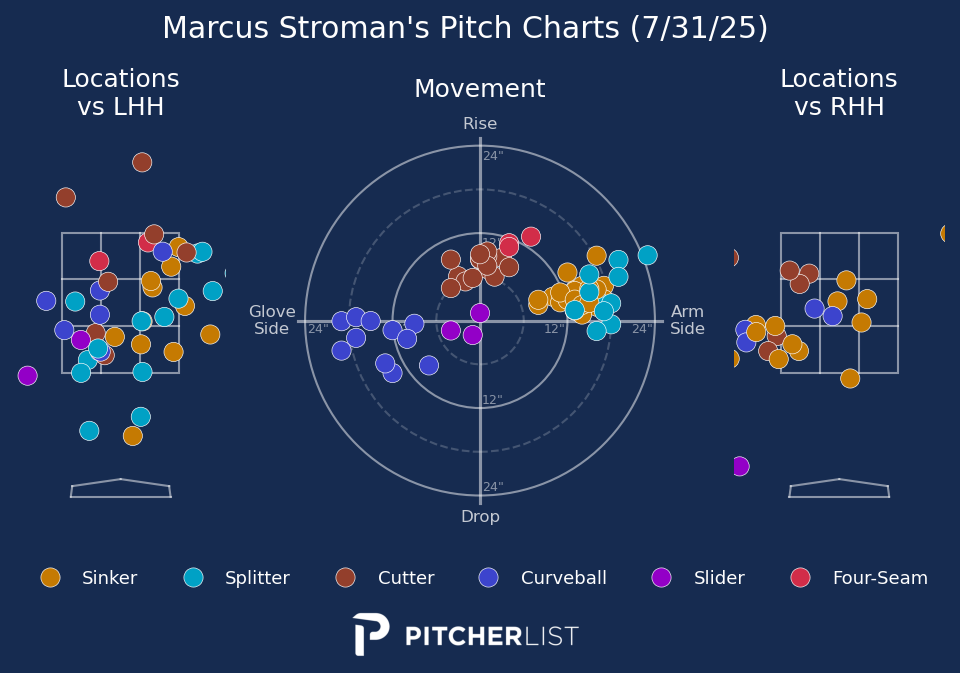 Marcus Stroman's Pitch Charts (7/31/25)
Locations
vs LHH
Movement
Locations
vs RHH
Rise
24"
12"
Glove
Side
24"
12"
24"
Arm
Side
12"
24"
Drop
Sinker
Splitter
Cutter
Curveball
Slider
Four-Seam
PITCHERLIST